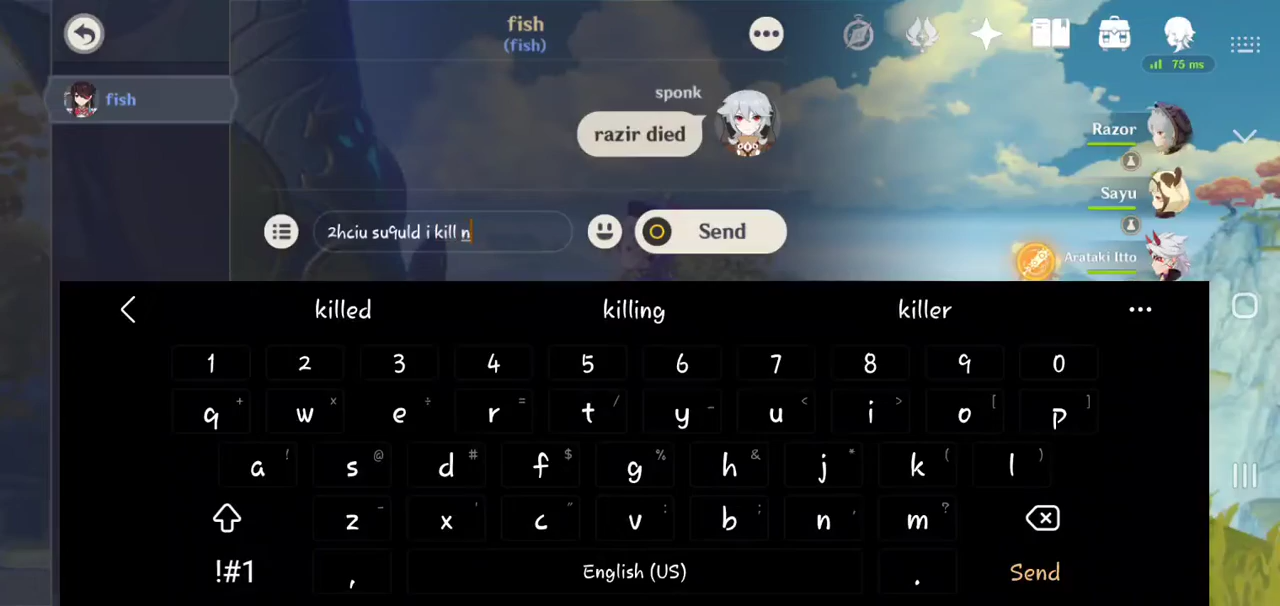 fish
(fish)
75 ms
fish
sponk
razir died
Razor
Sayu
Arataki Itto
2hciu su9uld i kill n
Send
killed killing killer
1 2 3 4 5 6 7 8 9 0
q + w x e ÷ r = t / y _ u < i > o [ p ]
a ! s @ d # f $ g % h & j * k ( l )
z - x ' c " v : b ; n , m ?
!#1 , English (US) . Send